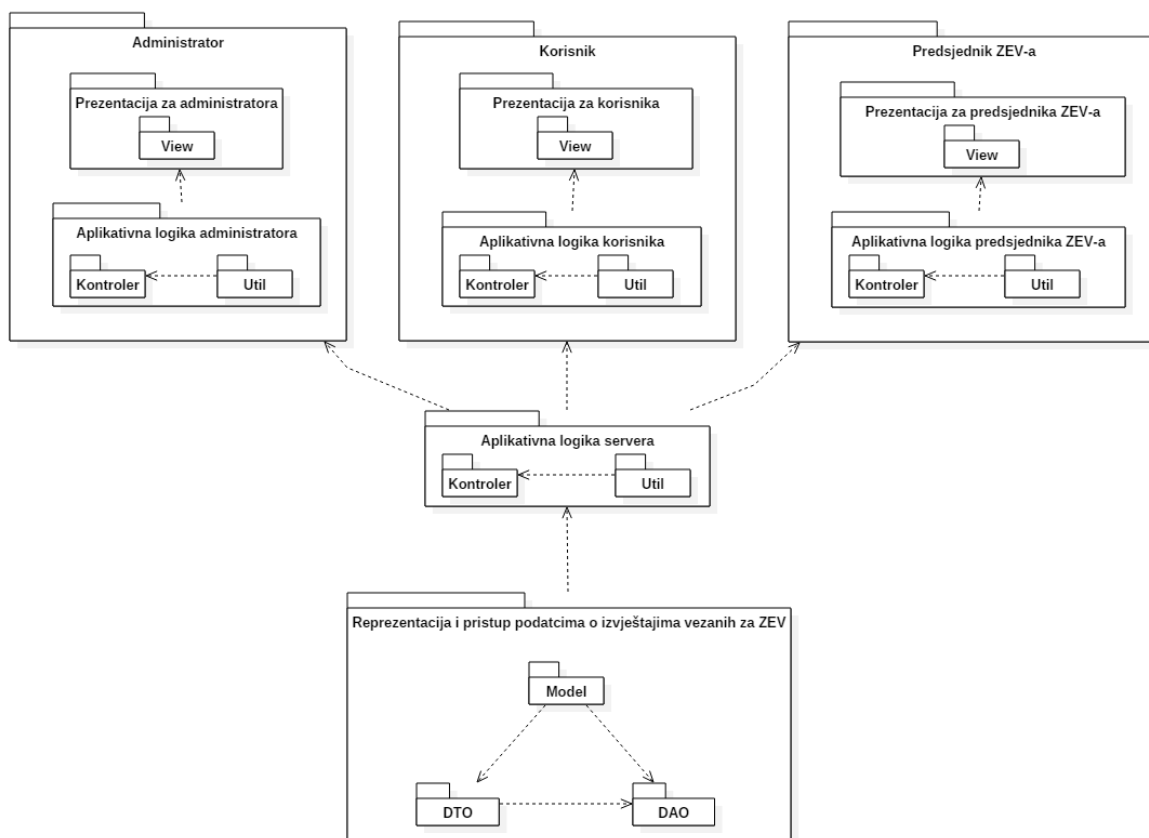 Administrator
Prezentacija za administratora
View
Aplikativna logika administratora
Kontroler
Util
Korisnik
Prezentacija za korisnika
View
Aplikativna logika korisnika
Kontroler
Util
Predsjednik ZEV-a
Prezentacija za predsjednika ZEV-a
View
Aplikativna logika predsjednika ZEV-a
Kontroler
Util
Aplikativna logika servera
Kontroler
Util
Reprezentacija i pristup podatcima o izvještajima vezanih za ZEV
Model
DTO
DAO